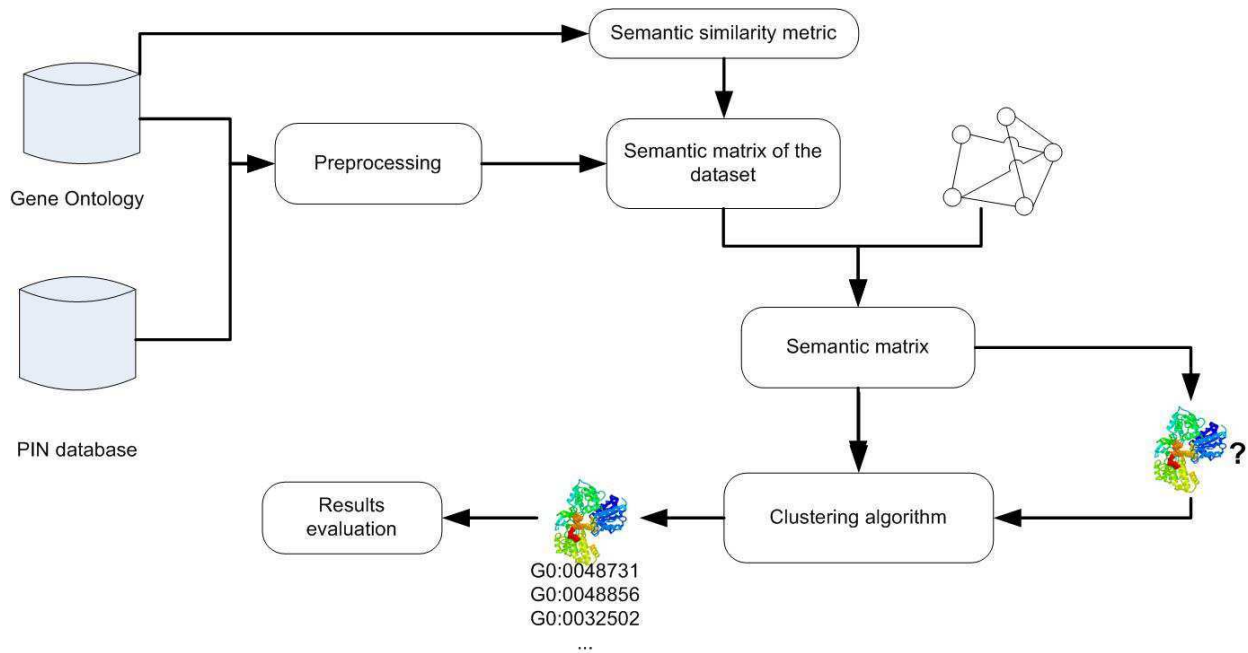 Semantic similarity metric
Gene Ontology
Preprocessing
Semantic matrix of the
dataset
PIN database
Semantic matrix
?
Clustering algorithm
Results
evaluation
G0:0048731
G0:0048856
G0:0032502
...